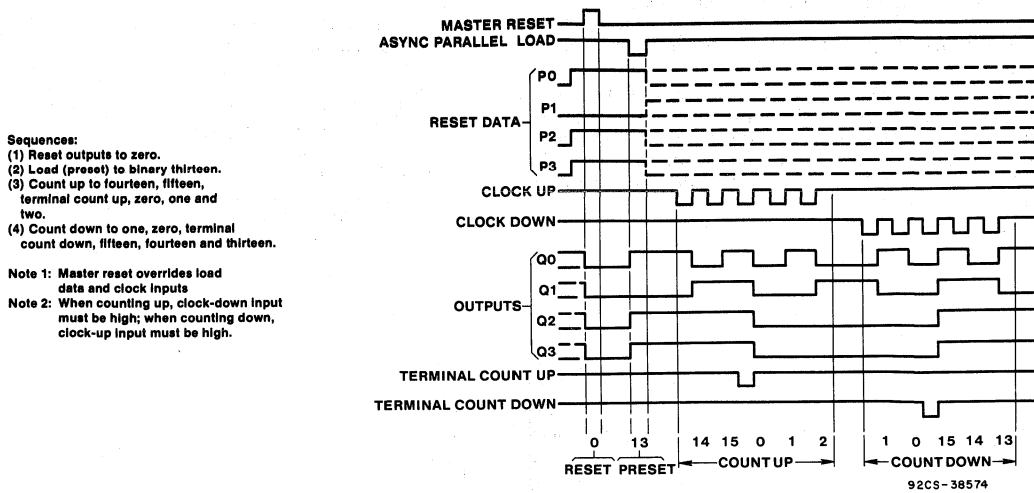 MASTER RESET
ASYNC PARALLEL LOAD
P0
P1
RESET DATA
P2
P3
CLOCK UP
CLOCK DOWN
Q0
Q1
OUTPUTS
Q2
Q3
TERMINAL COUNT UP
TERMINAL COUNT DOWN
0 13 14 15 0 1 2 1 0 15 14 13
RESET PRESET COUNT UP COUNT DOWN
92CS-38574
Sequences:
(1) Reset outputs to zero.
(2) Load (preset) to binary thirteen.
(3) Count up to fourteen, fifteen,
terminal count up, zero, one and
two.
(4) Count down to one, zero, terminal
count down, fifteen, fourteen and thirteen.
Note 1: Master reset overrides load
data and clock inputs
Note 2: When counting up, clock-down input
must be high; when counting down,
clock-up input must be high.